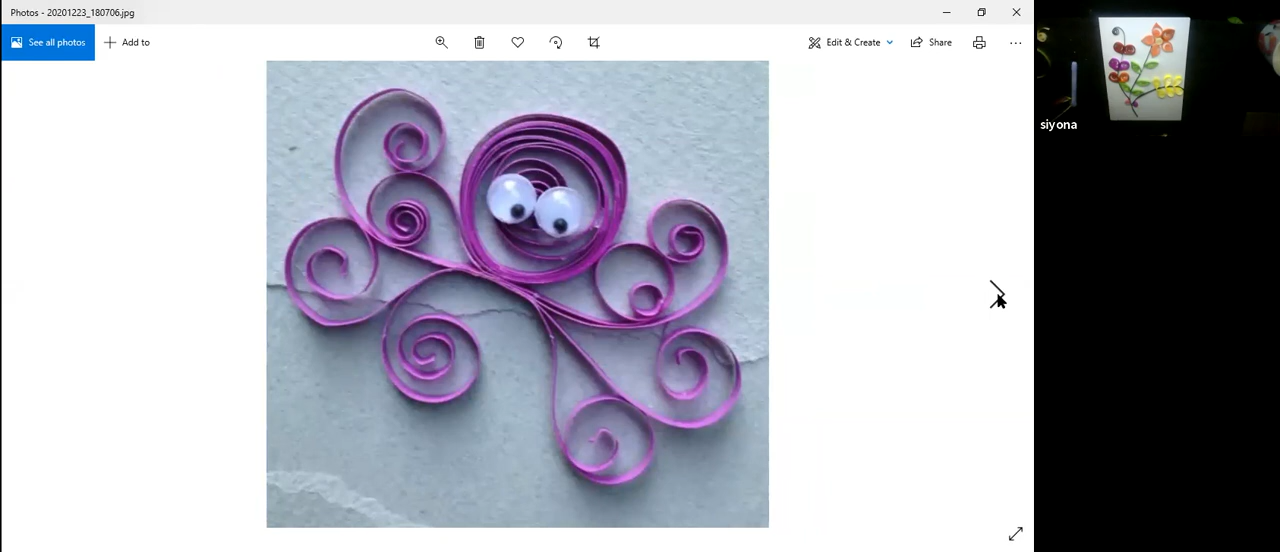 Photos - 20201223_180706.jpg
See all photos
Add to
Edit & Create
Share
siyona